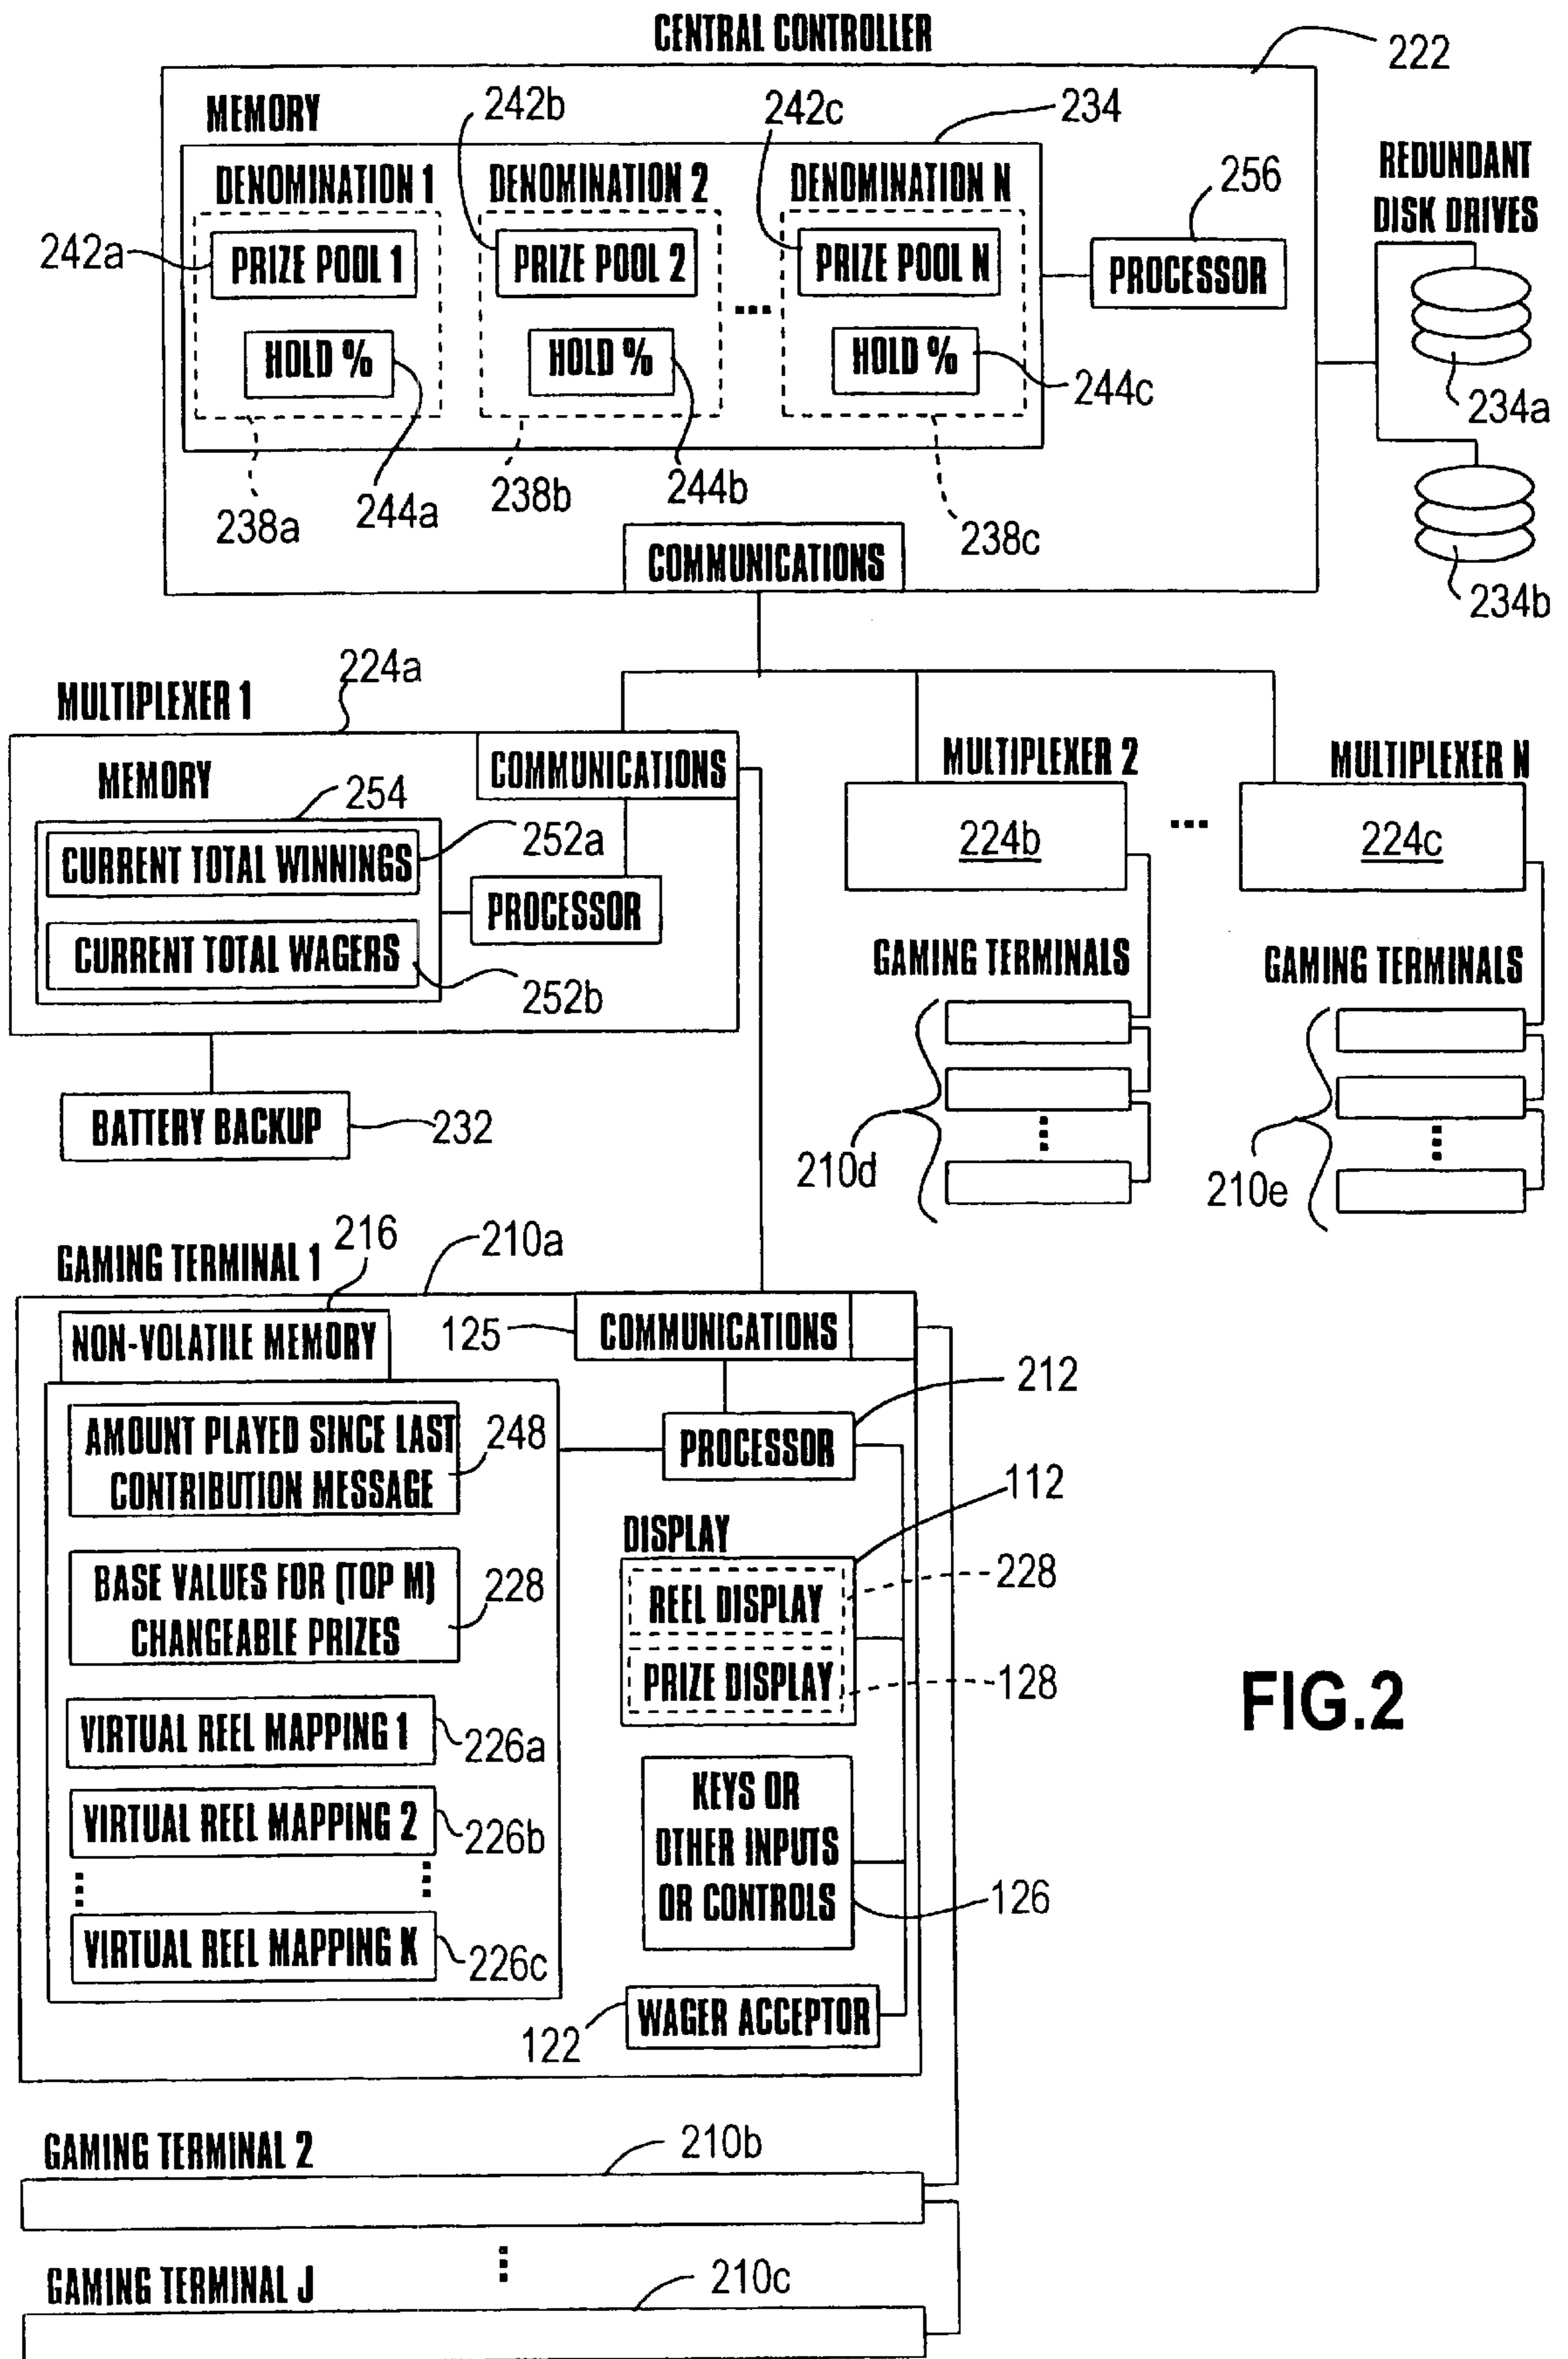 CENTRAL CONTROLLER
222
MEMORY
242b
242c
234
REDUNDANT
DISK DRIVES
DENOMINATION 1
DENOMINATION 2
DENOMINATION N
256
242a
PRIZE POOL 1
PRIZE POOL 2
PRIZE POOL N
PROCESSOR
...
HOLD %
HOLD %
HOLD %
244c
234a
238a
244a
238b
244b
238c
COMMUNICATIONS
234b
MULTIPLEXER 1
224a
COMMUNICATIONS
MEMORY
254
CURRENT TOTAL WINNINGS
252a
PROCESSOR
CURRENT TOTAL WAGERS
252b
BATTERY BACKUP
232
MULTIPLEXER 2
224b
...
MULTIPLEXER N
224c
GAMING TERMINALS
210d
GAMING TERMINALS
210e
GAMING TERMINAL 1
216
210a
NON-VOLATILE MEMORY
125
COMMUNICATIONS
212
AMOUNT PLAYED SINCE LAST
CONTRIBUTION MESSAGE
248
PROCESSOR
112
DISPLAY
BASE VALUES FOR (TOP M)
CHANGEABLE PRIZES
228
REEL DISPLAY
228
PRIZE DISPLAY
128
FIG.2
VIRTUAL REEL MAPPING 1
226a
VIRTUAL REEL MAPPING 2
226b
VIRTUAL REEL MAPPING K
226c
KEYS OR
OTHER INPUTS
OR CONTROLS
126
122
WAGER ACCEPTOR
GAMING TERMINAL 2
210b
GAMING TERMINAL J
210c